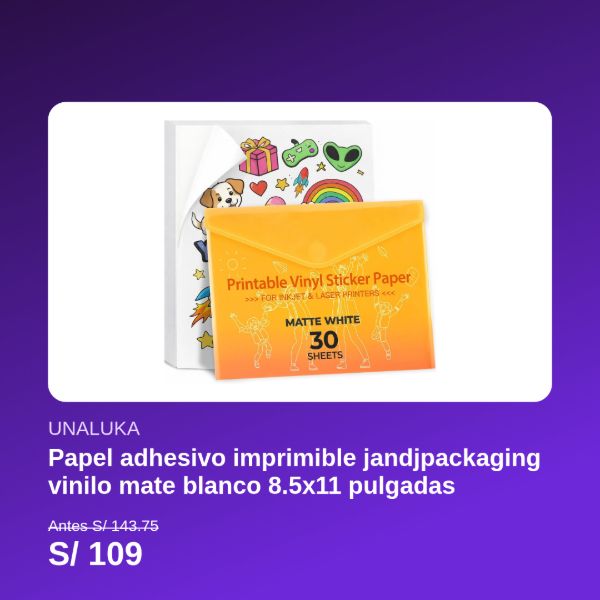 Printable Vinyl Sticker Paper
>>> FOR INKJET & LASER PRINTERS <<<
MATTE WHITE
30
SHEETS
UNALUKA
Papel adhesivo imprimible jandjpackaging
vinilo mate blanco 8.5x11 pulgadas
Antes S/ 143.75
S/ 109